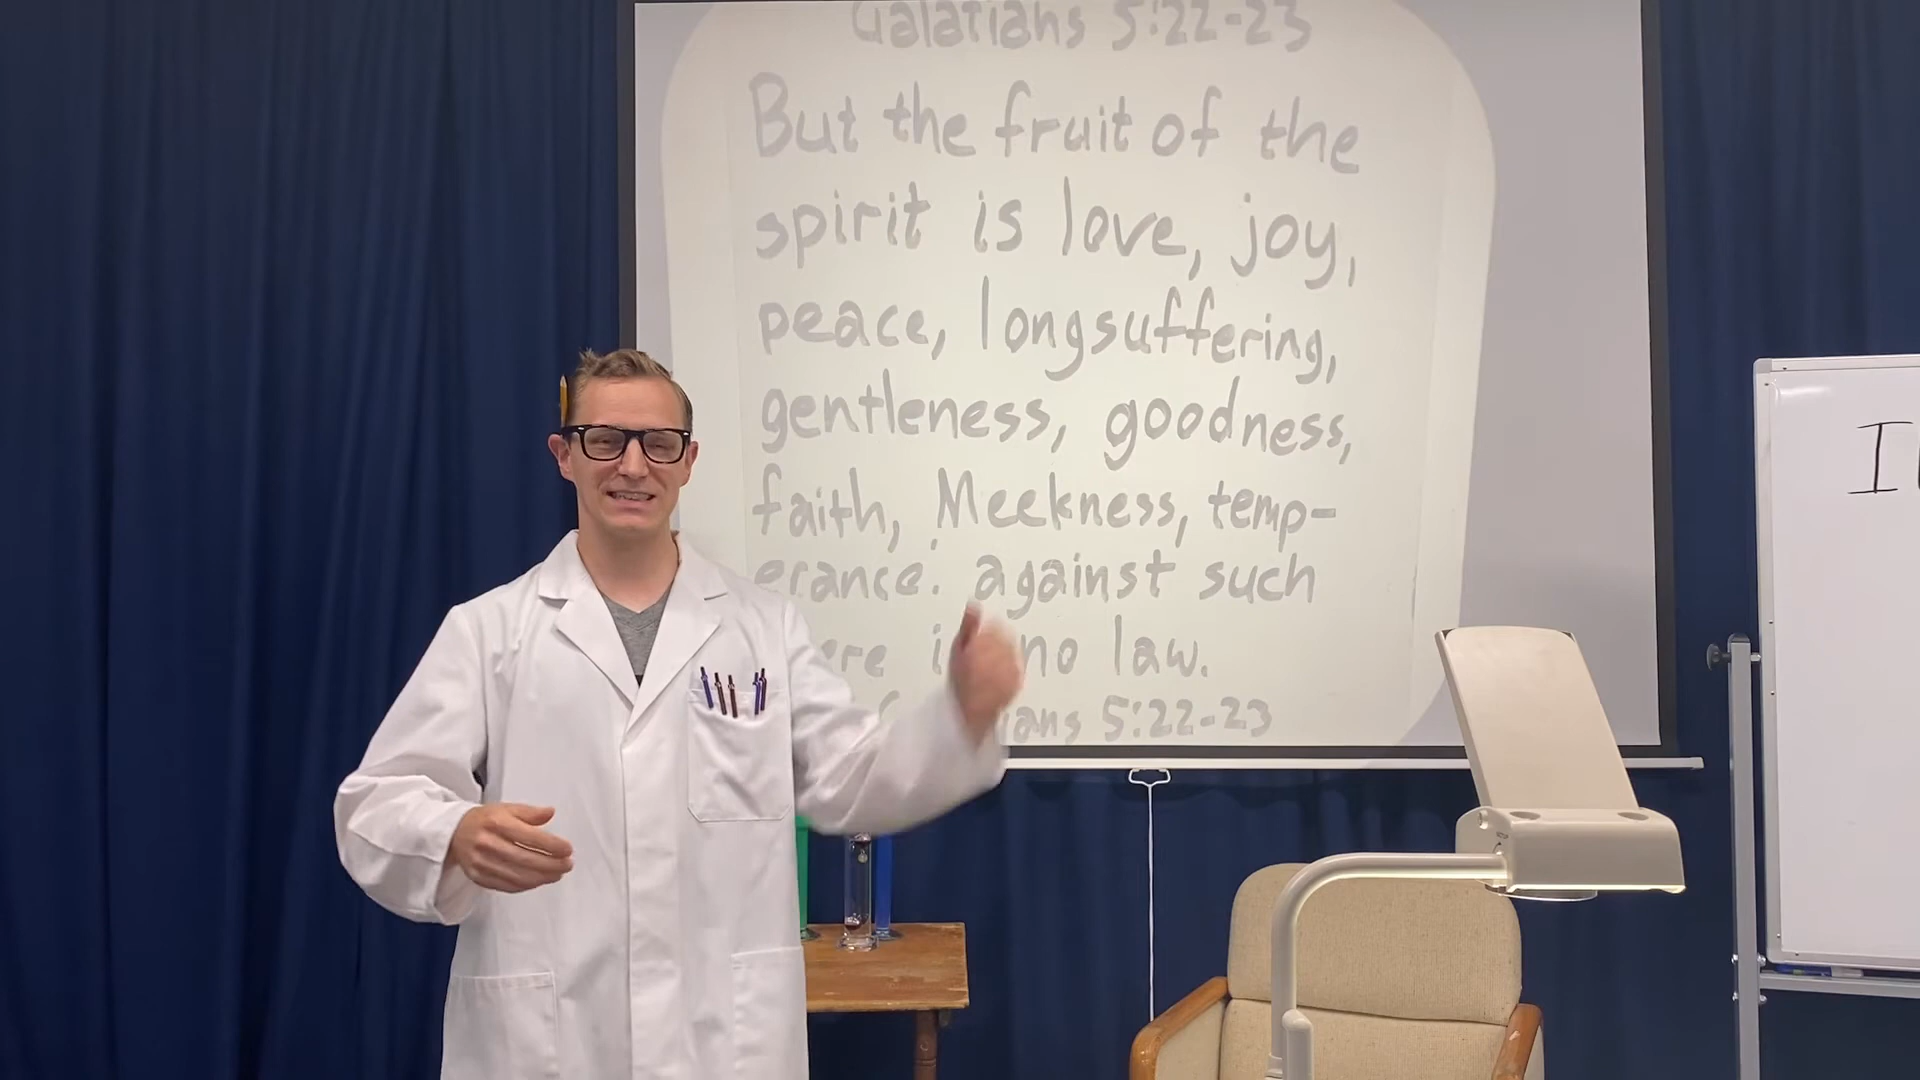 Galatians 5:22-23
But the fruit of the
spirit is love, joy,
peace, longsuffering,
gentleness, goodness,
faith, Meekness, temp-
erance: against such
no law.
5:22-23
I